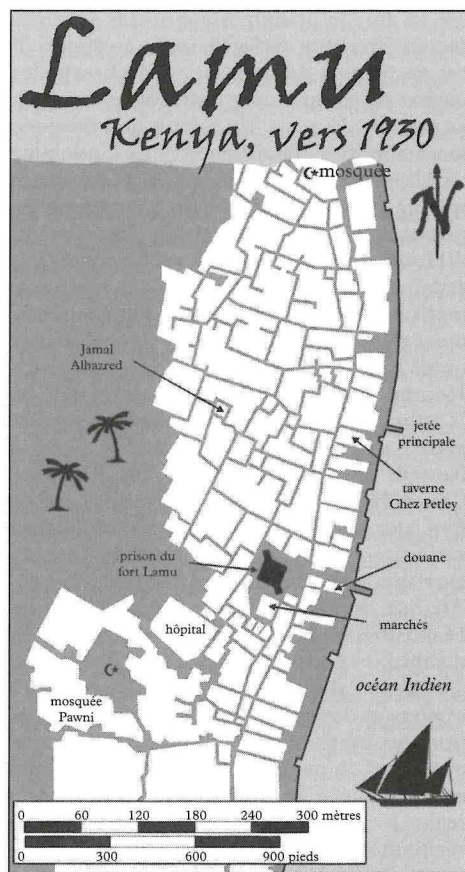 Lamu
Kenya, vers 1930
mosquée
N
Jamal
Alhazred
jetée
principale
taverne
Chez Petley
prison du
fort Lamu
douane
marchés
hôpital
océan Indien
mosquée
Pawni
0 60 120 180 240 300 mètres
0 300 600 900 pieds